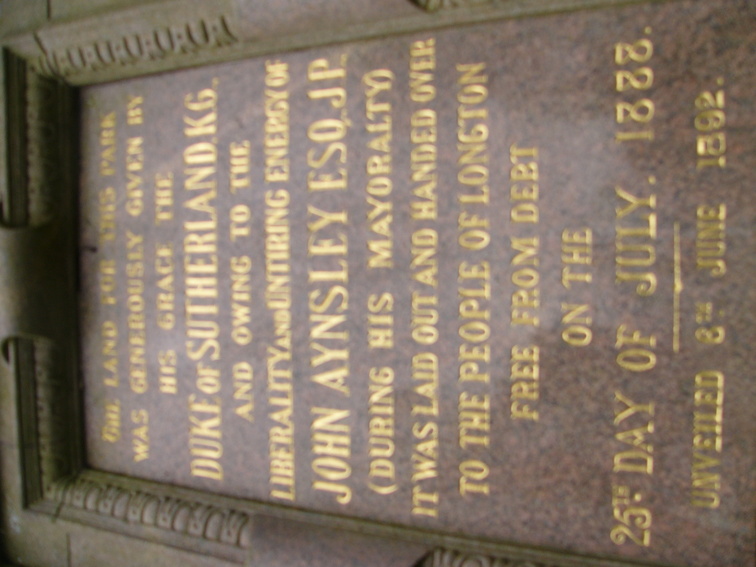 THE LAND FOR THIS PARK
WAS GENEROUSLY GIVEN BY
HIS GRACE THE
DUKE OF SUTHERLAND, K.G.
AND OWING TO THE
LIBERALITY AND UNTIRING ENERGY OF
JOHN AYNSLEY ESQ, J.P.
(DURING HIS MAYORALTY)
IT WAS LAID OUT AND HANDED OVER
TO THE PEOPLE OF LONGTON
FREE FROM DEBT
ON THE
25TH DAY OF JULY. 1888.
UNVEILED 6TH JUNE 1892.